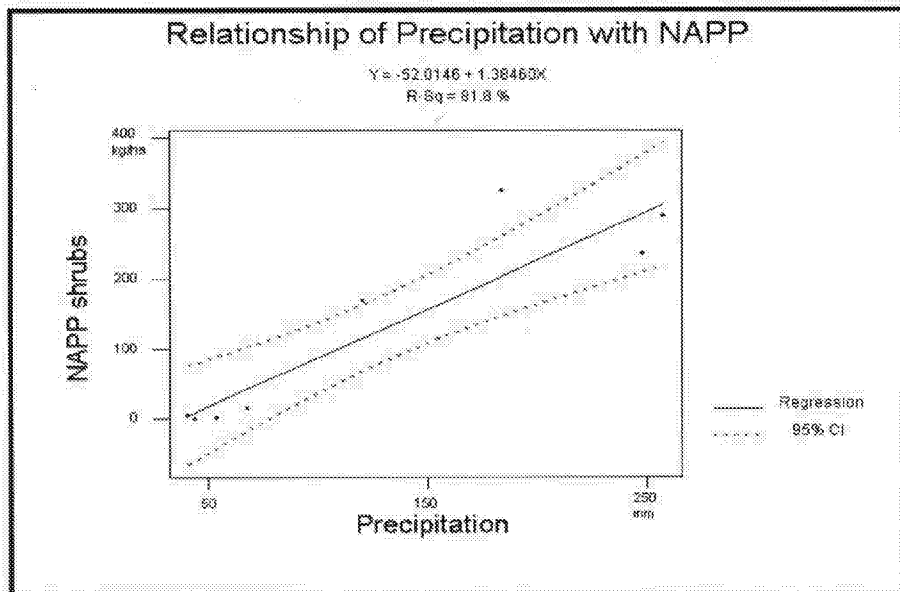 Relationship of Precipitation with NAPP
Y = -52.0146 + 1.38460X
R-Sq = 81.8 %
400
kg/ha
300
200
100
0
NAPP shrubs
50
150
250
mm
Precipitation
Regression
95% CI